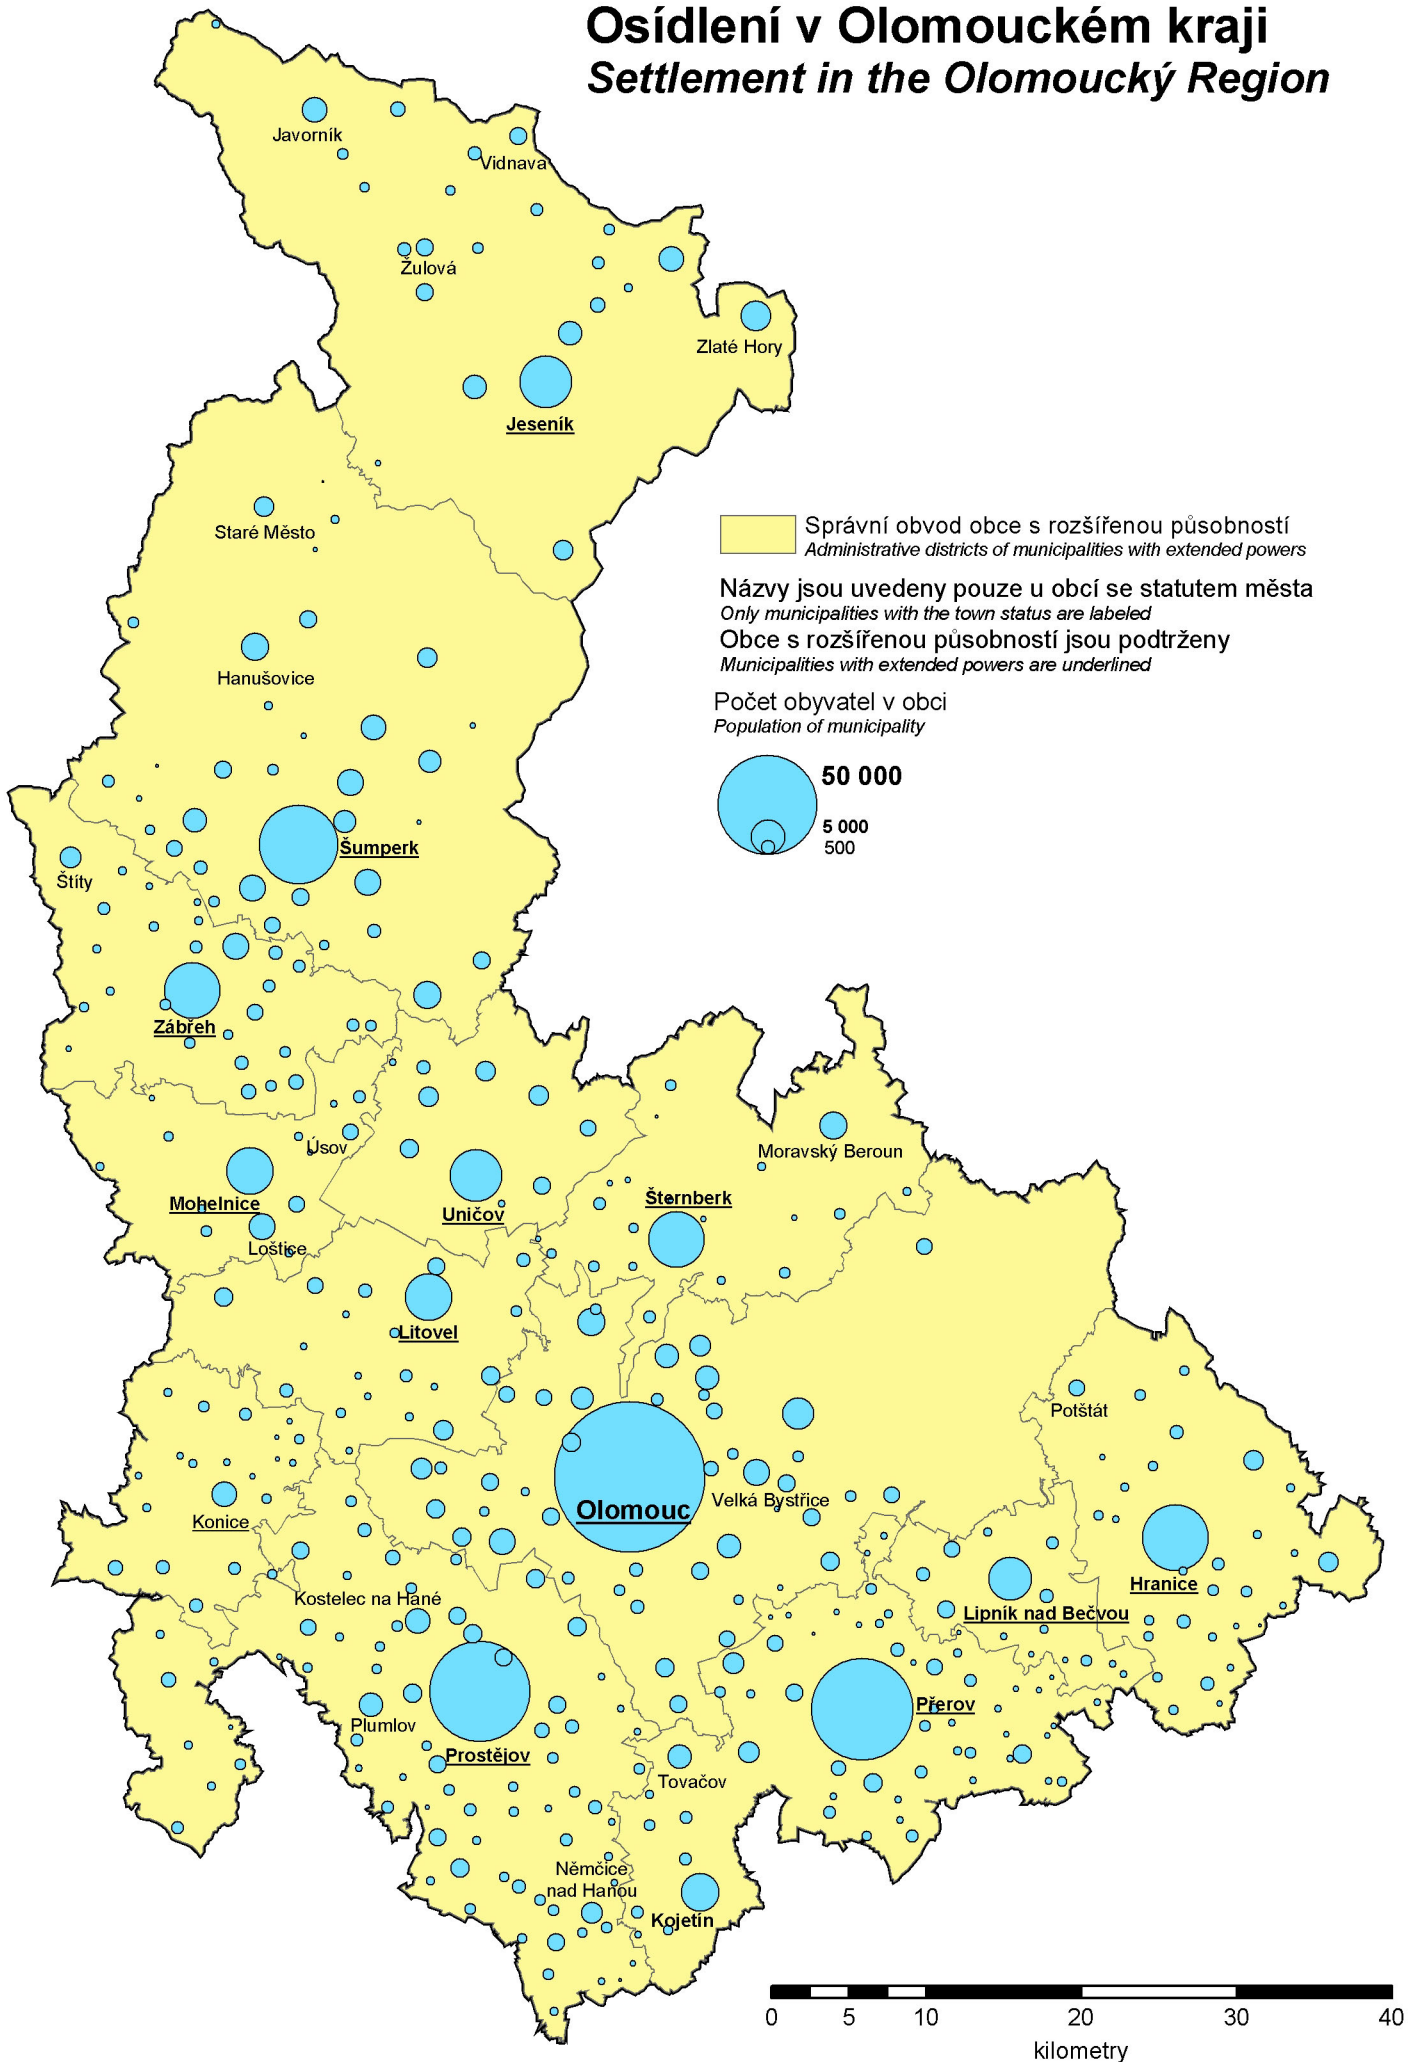 Osídlení v Olomouckém kraji
Settlement in the Olomoucký Region
Javorník
Vidnava
Žulová
Zlaté Hory
Jeseník
Staré Město
Správní obvod obce s rozšířenou působností
Administrative districts of municipalities with extended powers
Názvy jsou uvedeny pouze u obcí se statutem města
Only municipalities with the town status are labeled
Obce s rozšířenou působností jsou podtrženy
Municipalities with extended powers are underlined
Hanušovice
Počet obyvatel v obci
Population of municipality
50 000
5 000
500
Šumperk
Štíty
Zábřeh
Úsov
Moravský Beroun
Mohelnice
Šternberk
Uničov
Loštice
Litovel
Potštát
Olomouc
Velká Bystřice
Konice
Hranice
Kostelec na Hané
Lipník nad Bečvou
Přerov
Plumlov
Prostějov
Tovačov
Němčice
nad Hanou
Kojetín
0 5 10 20 30 40
kilometry